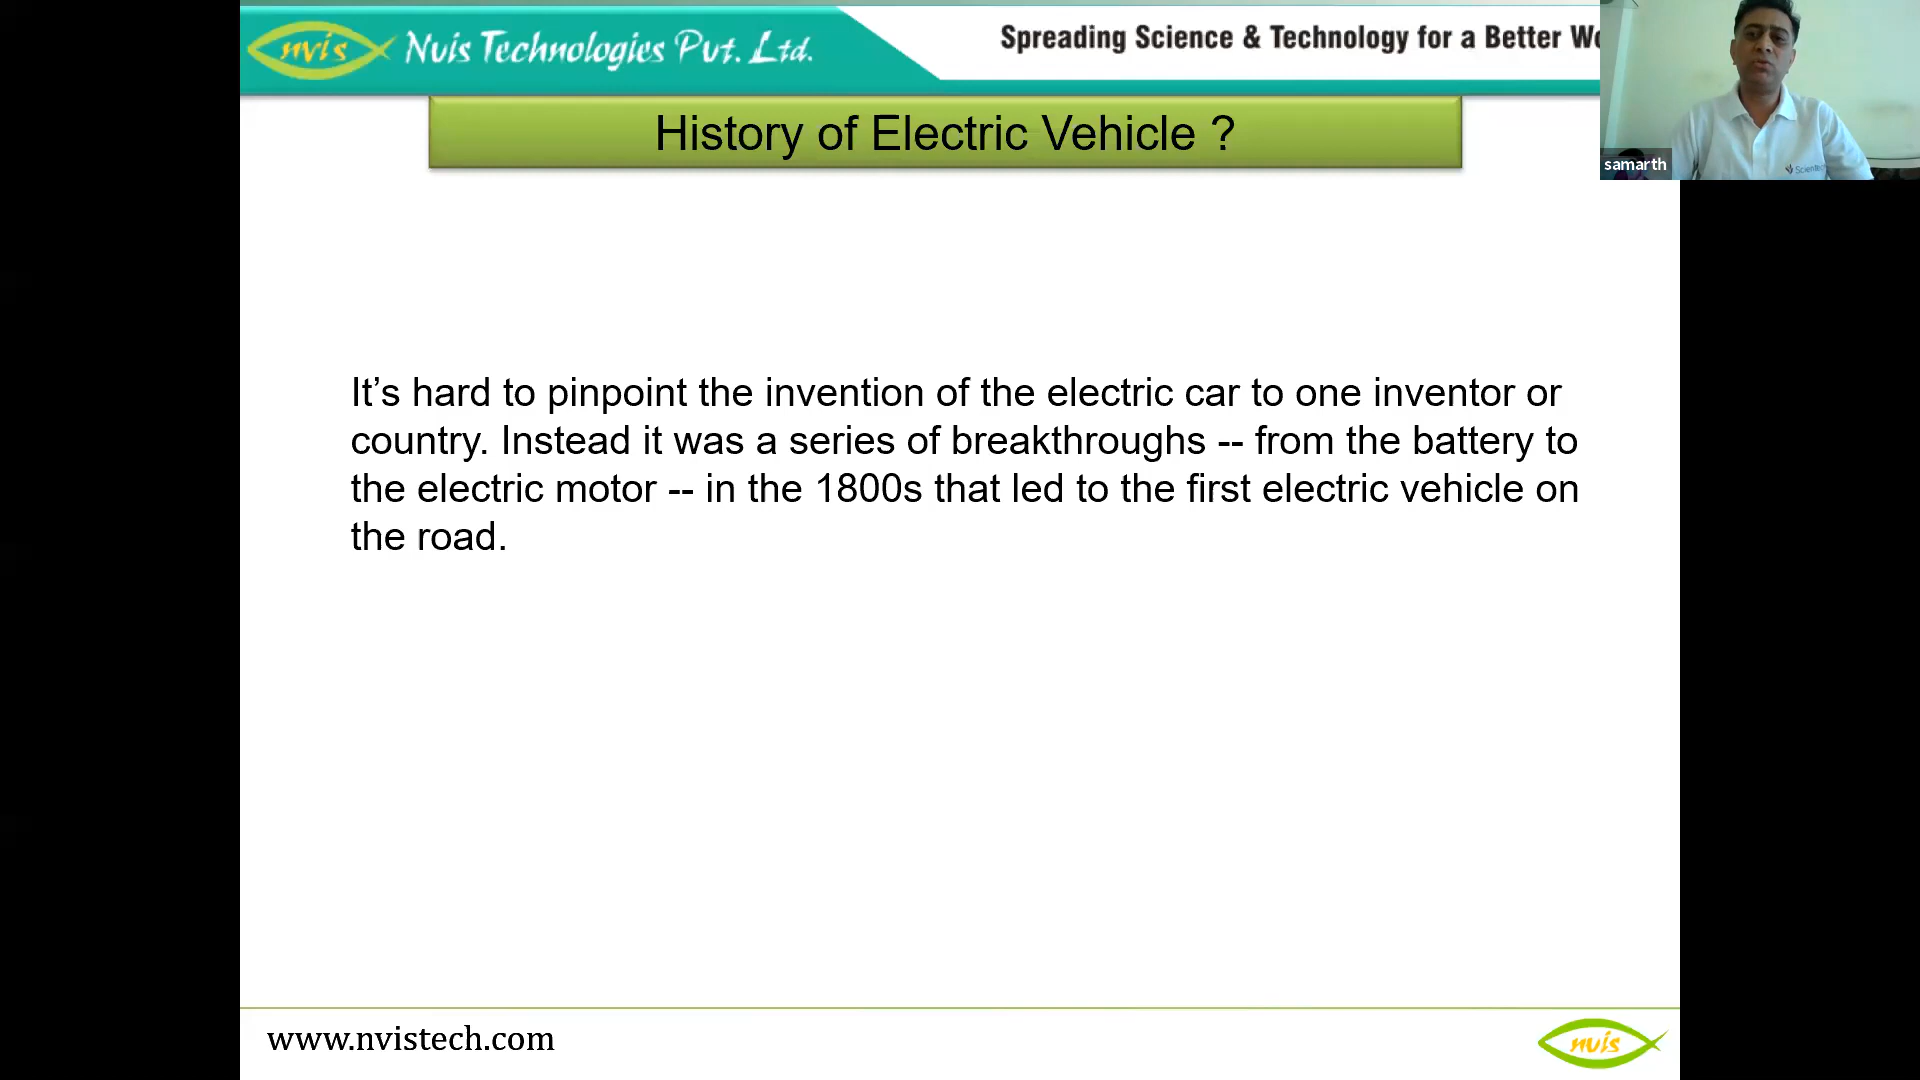 nvis Nvis Technologies Pvt. Ltd.
Spreading Science & Technology for a Better
samarth
History of Electric Vehicle ?
It’s hard to pinpoint the invention of the electric car to one inventor or
country. Instead it was a series of breakthroughs -- from the battery to
the electric motor -- in the 1800s that led to the first electric vehicle on
the road.
www.nvistech.com
nvis